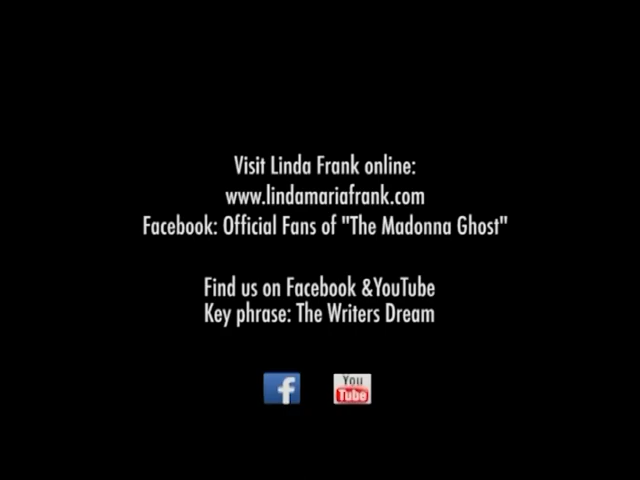 Visit Linda Frank online:
www.lindamariafrank.com
Facebook: Official Fans of "The Madonna Ghost"
Find us on Facebook &YouTube
Key phrase: The Writers Dream
f
You
Tube